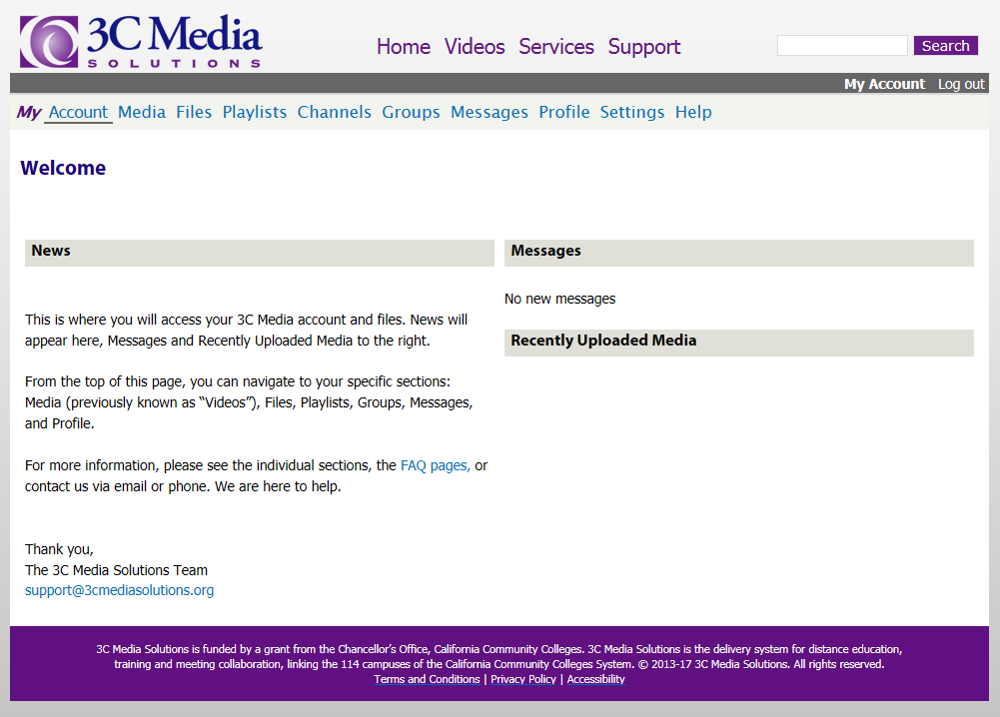 3C Media
SOLUTIONS
Home Videos Services Support
Search
My Account Log out
My Account Media Files Playlists Channels Groups Messages Profile Settings Help
Welcome
News
This is where you will access your 3C Media account and files. News will
appear here, Messages and Recently Uploaded Media to the right.
From the top of this page, you can navigate to your specific sections:
Media (previously known as “Videos”), Files, Playlists, Groups, Messages,
and Profile.
For more information, please see the individual sections, the FAQ pages, or
contact us via email or phone. We are here to help.
Thank you,
The 3C Media Solutions Team
support@3cmediasolutions.org
Messages
No new messages
Recently Uploaded Media
3C Media Solutions is funded by a grant from the Chancellor’s Office, California Community Colleges. 3C Media Solutions is the delivery system for distance education,
training and meeting collaboration, linking the 114 campuses of the California Community Colleges System. © 2013-17 3C Media Solutions. All rights reserved.
Terms and Conditions | Privacy Policy | Accessibility